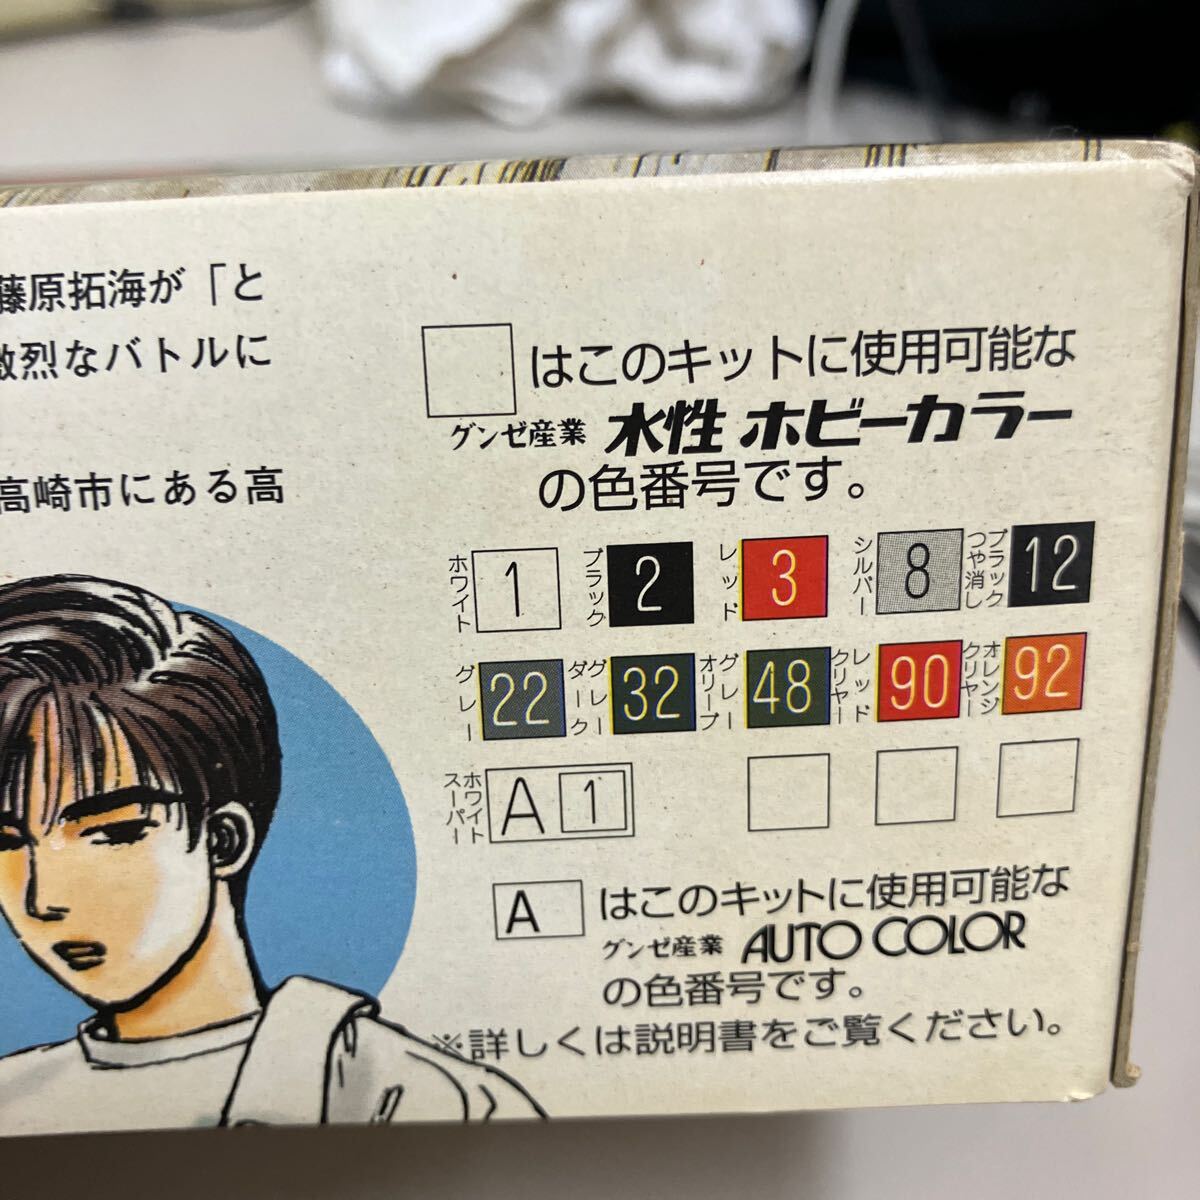 藤原拓海が「と
激烈なバトルに
高崎市にある高
はこのキットに使用可能な
グンゼ産業 水性 ホビーカラー
の色番号です。
ホワイト 1 ブラック 2 レッド 3 シルバー 8 つや消しブラック 12
グレー 22 ダークグレー 32 オリーブグレー 48 クリヤーレッド 90 クリヤーオレンジ 92
スーパーホワイト A 1
A はこのキットに使用可能な
グンゼ産業 AUTO COLOR
の色番号です。
※詳しくは説明書をご覧ください。